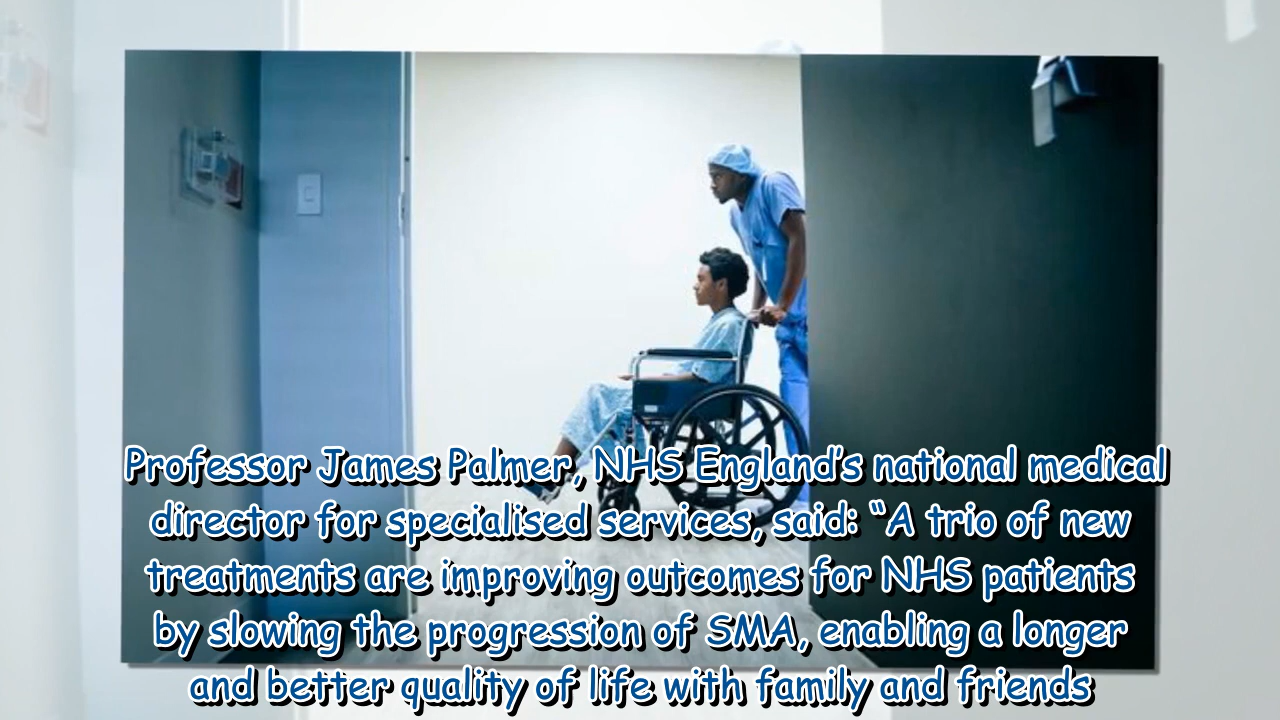 Professor James Palmer, NHS England's national medical
director for specialised services, said: “A trio of new
treatments are improving outcomes for NHS patients
by slowing the progression of SMA, enabling a longer
and better quality of life with family and friends